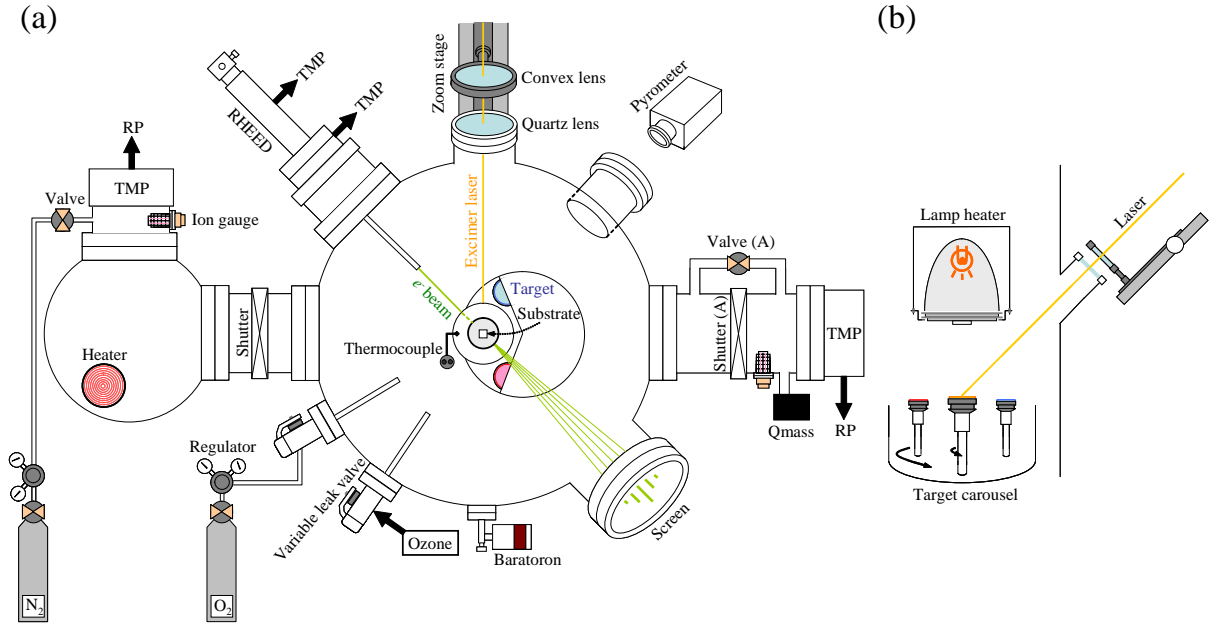 (a)
(b)
TMP
TMP
RHEED
Zoom stage
Convex lens
Quartz lens
Pyrometer
RP
TMP
Valve
Ion gauge
Excimer laser
Valve (A)
Lamp heater
Laser
e- beam
Target
Substrate
Shutter
Thermocouple
Shutter (A)
TMP
Heater
Qmass
RP
Regulator
Variable leak valve
Target carousel
Ozone
Baratoron
Screen
N2
O2